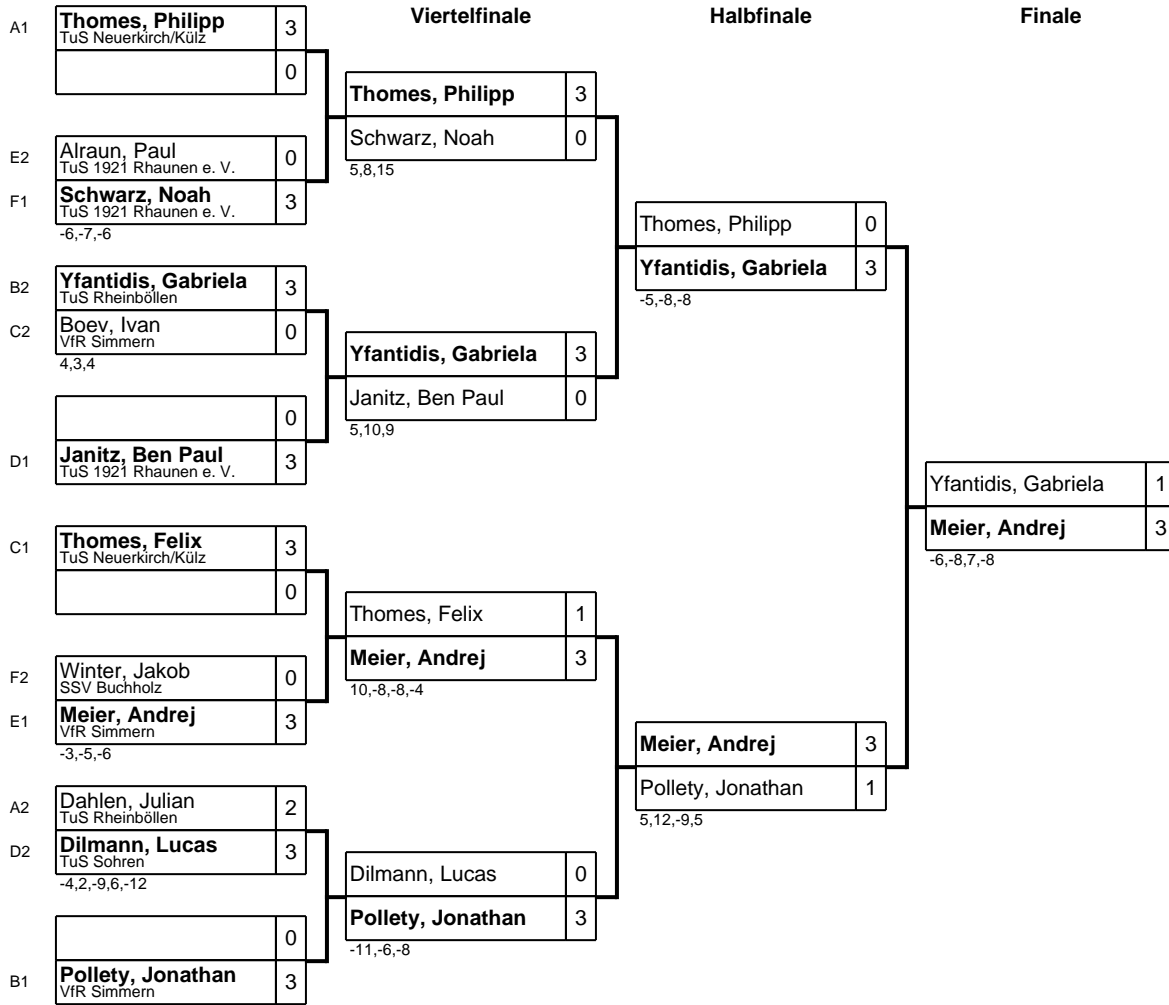 Viertelfinale
Halbfinale
Finale
A1
Thomes, Philipp 3
TuS Neuerkirch/Külz
0
E2
Alraun, Paul 0
TuS 1921 Rhaunen e. V.
F1
Schwarz, Noah 3
TuS 1921 Rhaunen e. V.
-6,-7,-6
B2
Yfantidis, Gabriela 3
TuS Rheinböllen
C2
Boev, Ivan 0
VfR Simmern
4,3,4
0
D1
Janitz, Ben Paul 3
TuS 1921 Rhaunen e. V.
C1
Thomes, Felix 3
TuS Neuerkirch/Külz
0
F2
Winter, Jakob 0
SSV Buchholz
E1
Meier, Andrej 3
VfR Simmern
-3,-5,-6
A2
Dahlen, Julian 2
TuS Rheinböllen
D2
Dilmann, Lucas 3
TuS Sohren
-4,2,-9,6,-12
0
B1
Pollety, Jonathan 3
VfR Simmern
Thomes, Philipp 3
Schwarz, Noah 0
5,8,15
Yfantidis, Gabriela 3
Janitz, Ben Paul 0
5,10,9
Thomes, Felix 1
Meier, Andrej 3
10,-8,-8,-4
Dilmann, Lucas 0
Pollety, Jonathan 3
-11,-6,-8
Thomes, Philipp 0
Yfantidis, Gabriela 3
-5,-8,-8
Meier, Andrej 3
Pollety, Jonathan 1
5,12,-9,5
Yfantidis, Gabriela 1
Meier, Andrej 3
-6,-8,7,-8